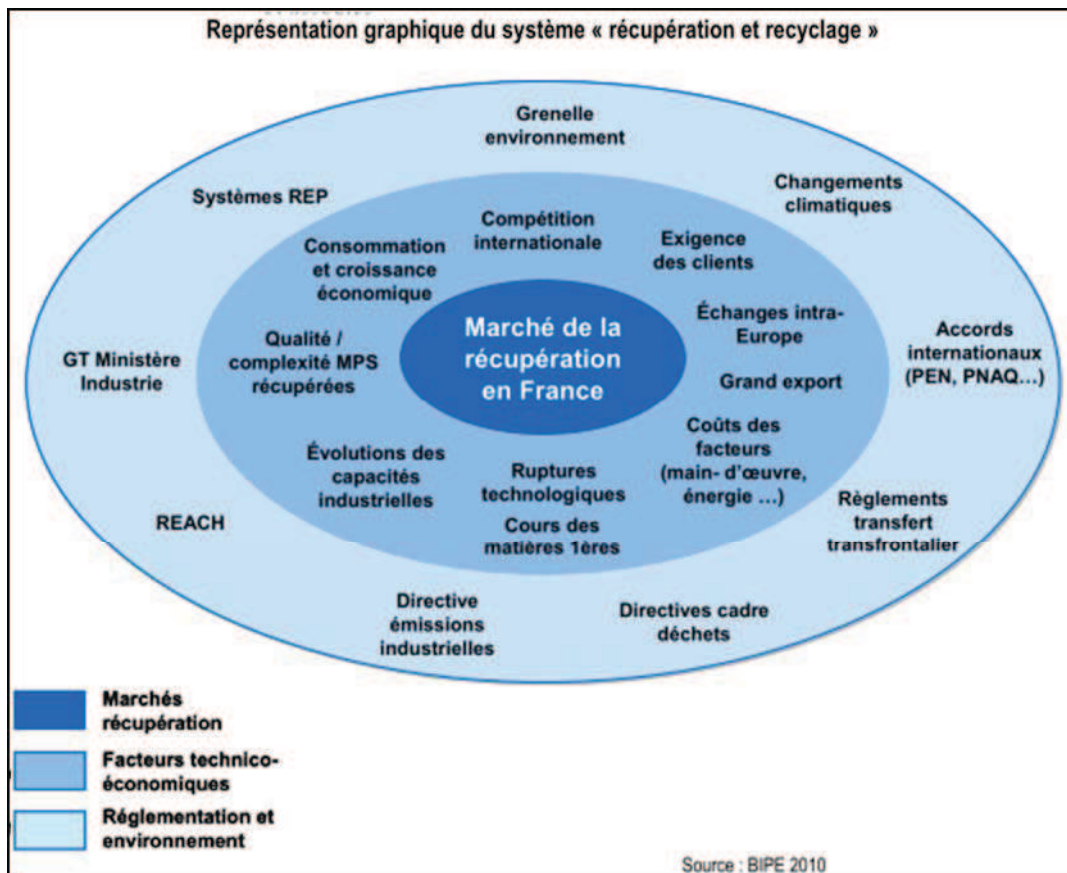 Représentation graphique du système « récupération et recyclage »
Grenelle
environnement
Systèmes REP
Changements
climatiques
Compétition
internationale
Consommation
et croissance
économique
Exigence
des clients
Marché de la
récupération
en France
Échanges intra-
Europe
Qualité /
complexité MPS
récupérées
GT Ministère
Industrie
Accords
internationaux
(PEN, PNAQ...)
Grand export
Coûts des
facteurs
(main- d'œuvre,
énergie ...)
Évolutions des
capacités
industrielles
Ruptures
technologiques
Cours des
matières 1ères
REACH
Règlements
transfert
transfrontalier
Directive
émissions
industrielles
Directives cadre
déchets
Marchés
récupération
Facteurs technico-
économiques
Réglementation et
environnement
Source : BIPE 2010